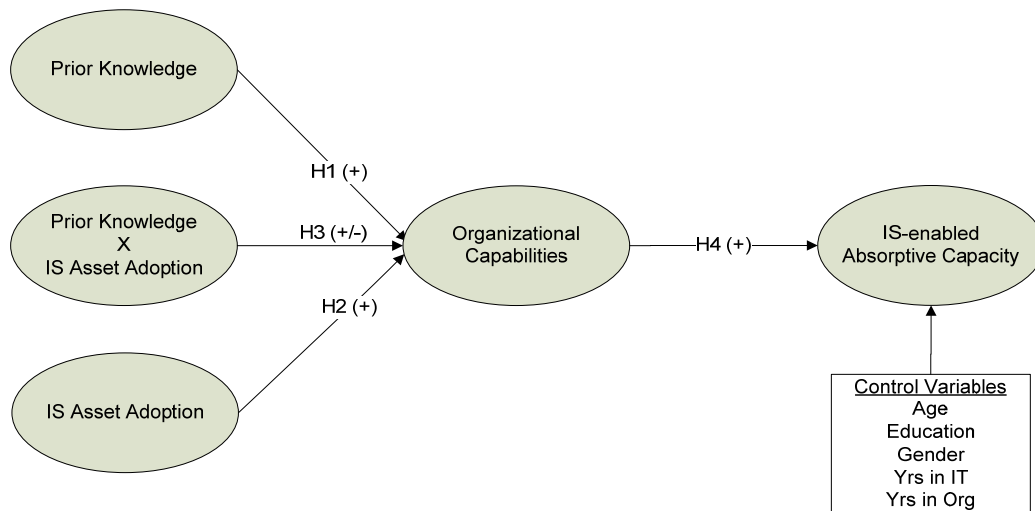 Prior Knowledge
H1 (+)
Prior Knowledge
X
IS Asset Adoption
H3 (+/-)
Organizational
Capabilities
H4 (+)
IS-enabled
Absorptive Capacity
H2 (+)
IS Asset Adoption
Control Variables
Age
Education
Gender
Yrs in IT
Yrs in Org